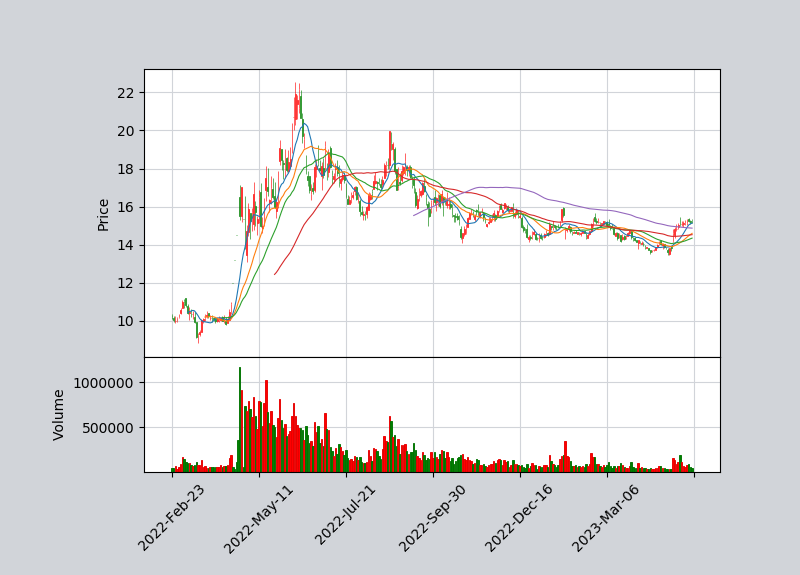 Price
22
20
18
16
14
12
10
Volume
1000000
500000
2022-Feb-23
2022-May-11
2022-Jul-21
2022-Sep-30
2022-Dec-16
2023-Mar-06